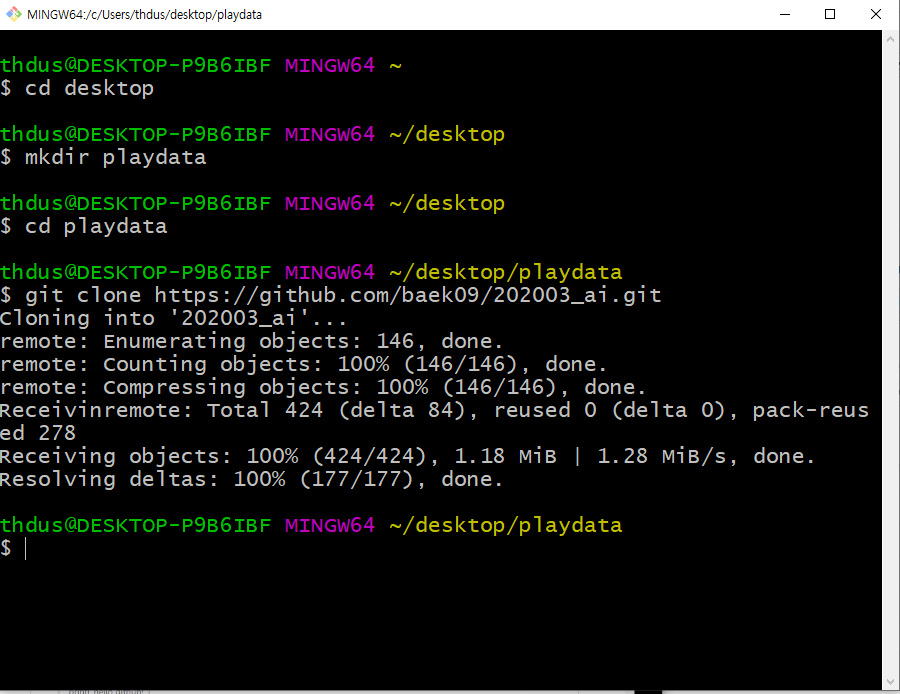 MINGW64:/c/Users/thdus/desktop/playdata
thdus@DESKTOP-P9B6IBF MINGW64 ~
$ cd desktop
thdus@DESKTOP-P9B6IBF MINGW64 ~/desktop
$ mkdir playdata
thdus@DESKTOP-P9B6IBF MINGW64 ~/desktop
$ cd playdata
thdus@DESKTOP-P9B6IBF MINGW64 ~/desktop/playdata
$ git clone https://github.com/baek09/202003_ai.git
Cloning into '202003_ai'...
remote: Enumerating objects: 146, done.
remote: Counting objects: 100% (146/146), done.
remote: Compressing objects: 100% (146/146), done.
Receivinremote: Total 424 (delta 84), reused 0 (delta 0), pack-reus
ed 278
Receiving objects: 100% (424/424), 1.18 MiB | 1.28 MiB/s, done.
Resolving deltas: 100% (177/177), done.
thdus@DESKTOP-P9B6IBF MINGW64 ~/desktop/playdata
$